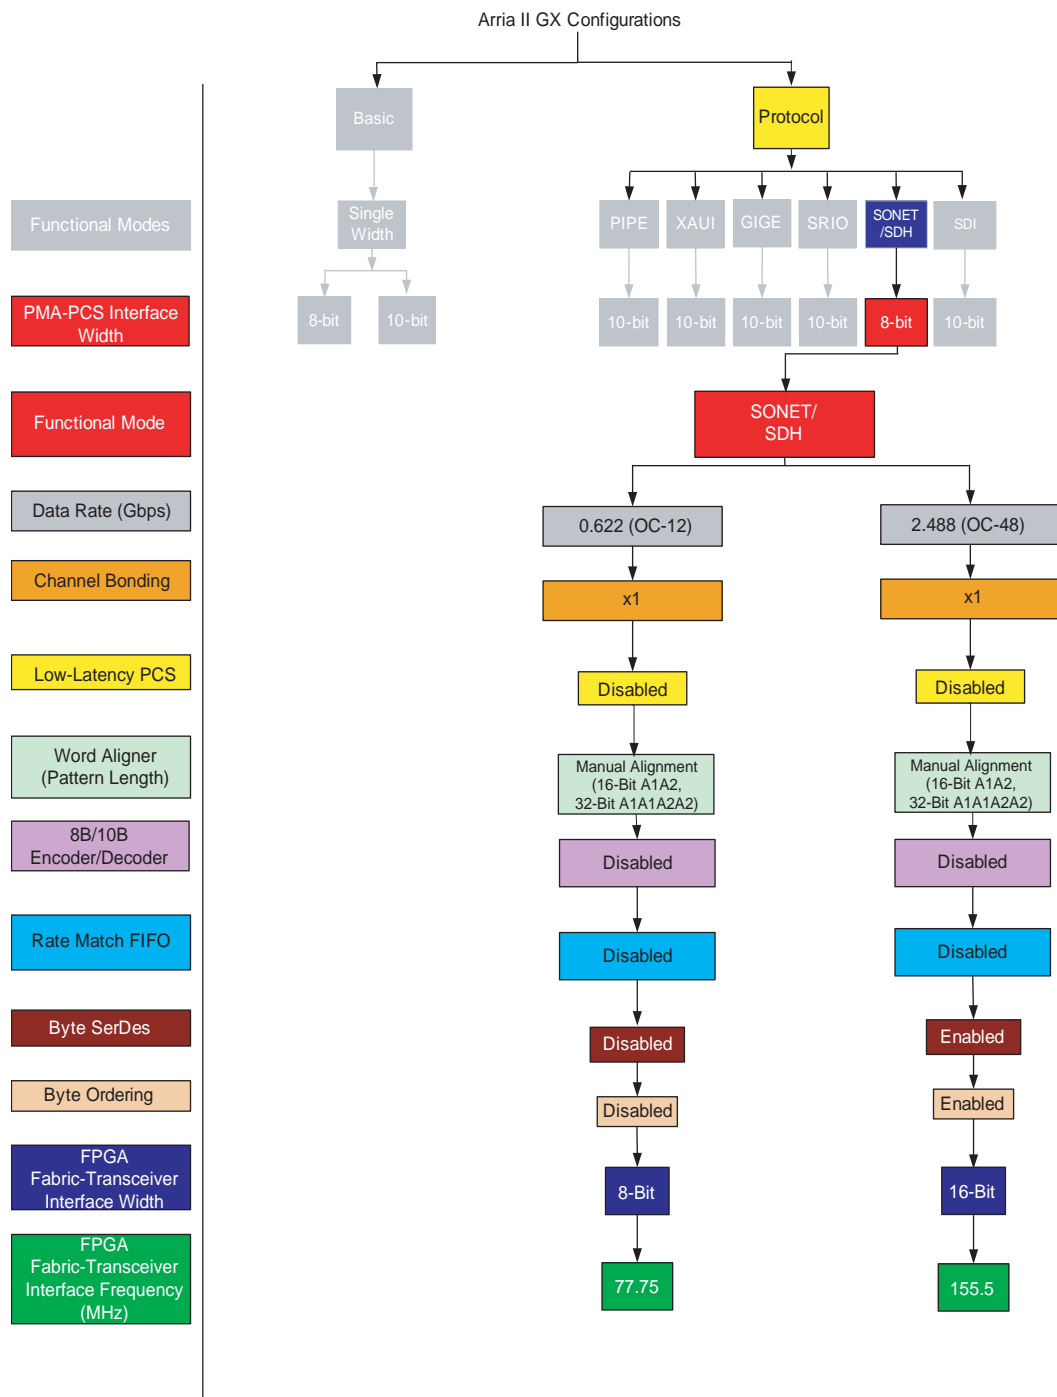 Arria II GX Configurations
Basic
Protocol
Functional Modes
Single
Width
PIPE
XAUI
GIGE
SRIO
SONET
/SDH
SDI
PMA-PCS Interface
Width
8-bit
10-bit
10-bit
10-bit
10-bit
10-bit
8-bit
10-bit
Functional Mode
SONET/
SDH
Data Rate (Gbps)
0.622 (OC-12)
2.488 (OC-48)
Channel Bonding
x1
x1
Low-Latency PCS
Disabled
Disabled
Word Aligner
(Pattern Length)
Manual Alignment
(16-Bit A1A2,
32-Bit A1A1A2A2)
Manual Alignment
(16-Bit A1A2,
32-Bit A1A1A2A2)
8B/10B
Encoder/Decoder
Disabled
Disabled
Rate Match FIFO
Disabled
Disabled
Byte SerDes
Disabled
Enabled
Byte Ordering
Disabled
Enabled
FPGA
Fabric-Transceiver
Interface Width
8-Bit
16-Bit
FPGA
Fabric-Transceiver
Interface Frequency
(MHz)
77.75
155.5